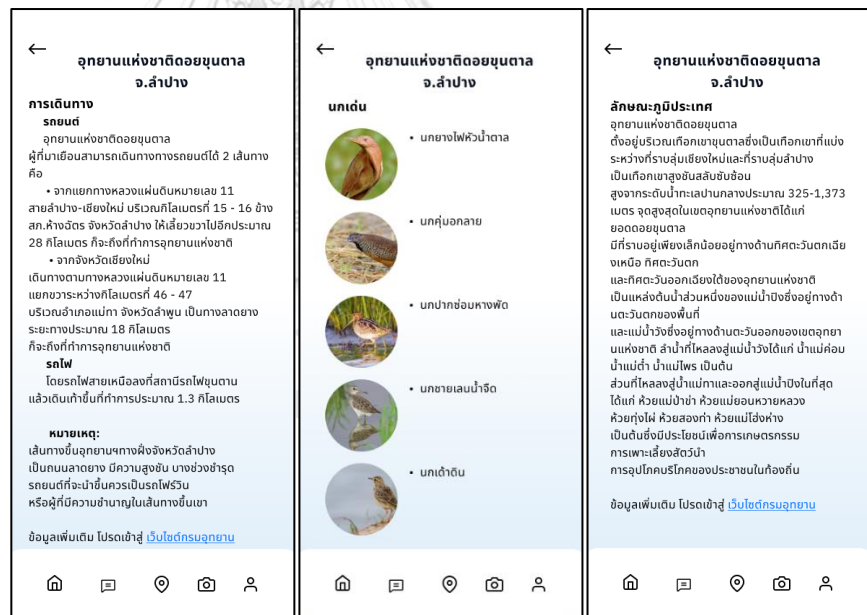 อุทยานแห่งชาติดอยขุนตาล
จ.ลำปาง
การเดินทาง
รถยนต์
อุทยานแห่งชาติดอยขุนตาล
ผู้ที่มาเยือนสามารถเดินทางทางรถยนต์ได้ 2 เส้นทาง
คือ
• จากแยกทางหลวงแผ่นดินหมายเลข 11
สายลำปาง-เชียงใหม่ บริเวณกิโลเมตรที่ 15 - 16 ข้าง
สภ.ห้างฉัตร จังหวัดลำปาง ให้เลี้ยวขวาไปอีกประมาณ
28 กิโลเมตร ก็จะถึงที่ทำการอุทยานแห่งชาติ
• จากจังหวัดเชียงใหม่
เดินทางตามทางหลวงแผ่นดินหมายเลข 11
แยกขวาระหว่างกิโลเมตรที่ 46 - 47
บริเวณอำเภอแม่ทา จังหวัดลำพูน เป็นทางลาดยาง
ระยะทางประมาณ 18 กิโลเมตร
ก็จะถึงที่ทำการอุทยานแห่งชาติ
รถไฟ
โดยรถไฟสายเหนือลงที่สถานีรถไฟขุนตาน
แล้วเดินเท้าขึ้นที่ทำการประมาณ 1.3 กิโลเมตร
หมายเหตุ:
เส้นทางขึ้นอุทยานฯทางฝั่งจังหวัดลำปาง
เป็นถนนลาดยาง มีความสูงชัน บางช่วงชำรุด
รถยนต์ที่จะนำขึ้นควรเป็นรถโฟร์วิน
หรือผู้ที่มีความชำนาญในเส้นทางขึ้นเขา
ข้อมูลเพิ่มเติม โปรดเข้าสู่ เว็บไซต์กรมอุทยาน
อุทยานแห่งชาติดอยขุนตาล
จ.ลำปาง
นกเด่น
• นกยางไฟหัวน้ำตาล
• นกคุ่มอกลาย
• นกปากซ่อมหางพัด
• นกชายเลนน้ำจืด
• นกเด้าดิน
อุทยานแห่งชาติดอยขุนตาล
จ.ลำปาง
ลักษณะภูมิประเทศ
อุทยานแห่งชาติดอยขุนตาล
ตั้งอยู่บริเวณเทือกเขาขุนตาลซึ่งเป็นเทือกเขาที่แบ่ง
ระหว่างที่ราบลุ่มเชียงใหม่และที่ราบลุ่มลำปาง
เป็นเทือกเขาสูงชันสลับซับซ้อน
สูงจากระดับน้ำทะเลปานกลางประมาณ 325-1,373
เมตร จุดสูงสุดในเขตอุทยานแห่งชาติได้แก่
ยอดดอยขุนตาล
มีที่ราบอยู่เพียงเล็กน้อยอยู่ทางด้านทิศตะวันตกเฉีย
งเหนือ ทิศตะวันตก
และทิศตะวันออกเฉียงใต้ของอุทยานแห่งชาติ
เป็นแหล่งต้นน้ำส่วนหนึ่งของแม่น้ำปิงซึ่งอยู่ทางด้า
นตะวันตกของพื้นที่
และแม่น้ำวังซึ่งอยู่ทางด้านตะวันออกของเขตอุทยา
นแห่งชาติ ลำน้ำที่ไหลลงสู่แม่น้ำวังได้แก่ น้ำแม่ค่อม
น้ำแม่ต่ำ น้ำแม่ไพร เป็นต้น
ส่วนที่ไหลลงสู่น้ำแม่ทาและออกสู่แม่น้ำปิงในที่สุด
ได้แก่ ห้วยแม่ป่าข่า ห้วยแม่ยอนหวายหลวง
ห้วยทุ่งไผ่ ห้วยสองท่า ห้วยแม่โฮ่งห่าง
เป็นต้นซึ่งมีประโยชน์เพื่อการเกษตรกรรม
การเพาะเลี้ยงสัตว์น้ำ
การอุปโภคบริโภคของประชาชนในท้องถิ่น
ข้อมูลเพิ่มเติม โปรดเข้าสู่ เว็บไซต์กรมอุทยาน